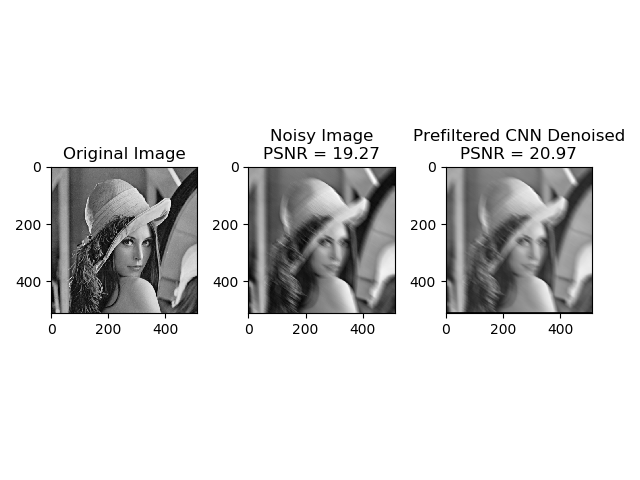 Original Image
Noisy Image
PSNR = 19.27
Prefiltered CNN Denoised
PSNR = 20.97
0
200
400
0
200
400
0
200
400
0 200 400
0 200 400
0 200 400